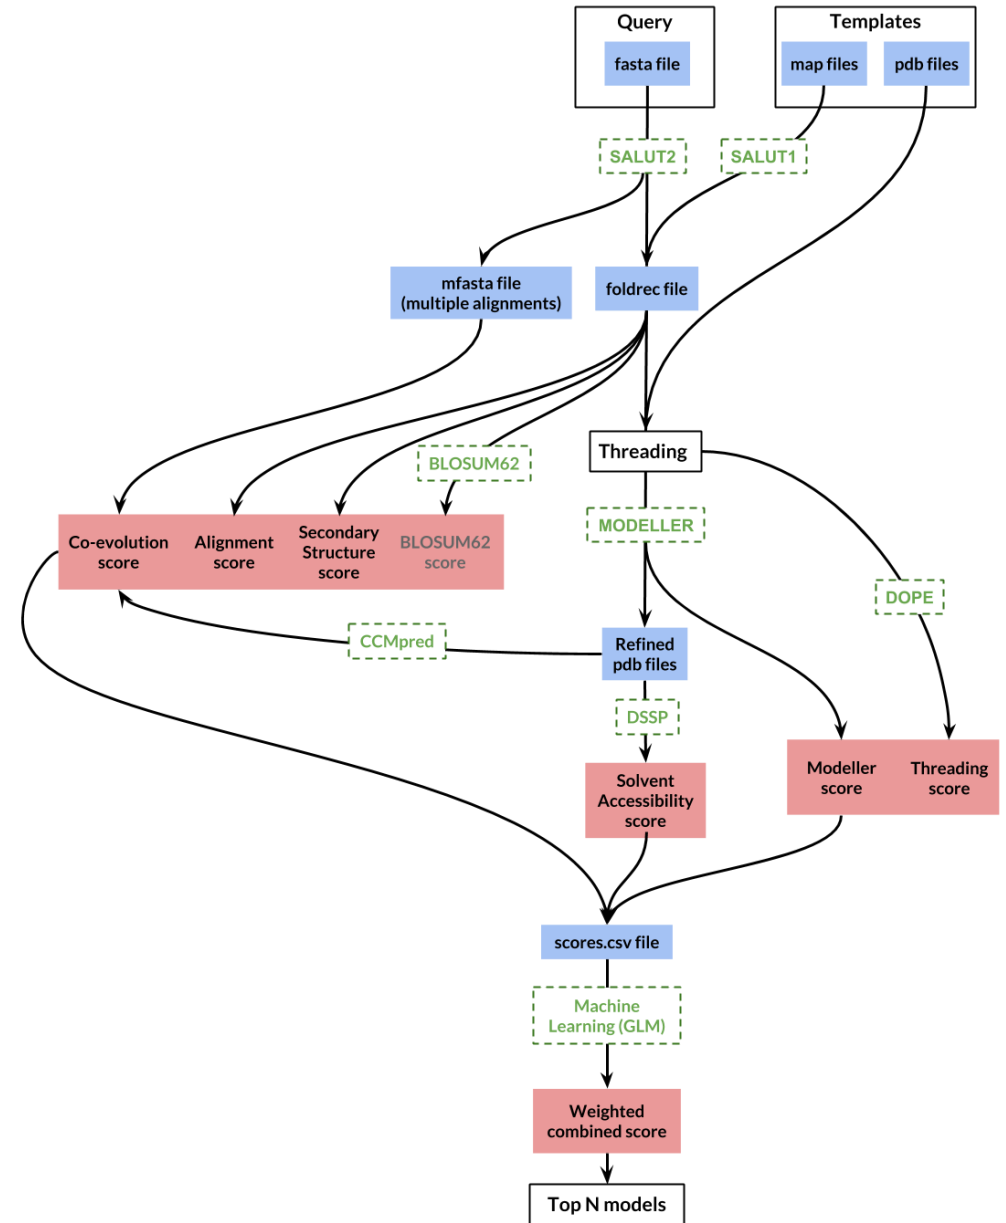 Query
Templates
fasta file
map files
pdb files
SALUT2
SALUT1
mfasta file
(multiple alignments)
foldrec file
Threading
BLOSUM62
MODELLER
Co-evolution
score
Alignment
score
Secondary
Structure
score
BLOSUM62
score
DOPE
CCMpred
Refined
pdb files
DSSP
Solvent
Accessibility
score
Modeller
score
Threading
score
scores.csv file
Machine
Learning (GLM)
Weighted
combined score
Top N models